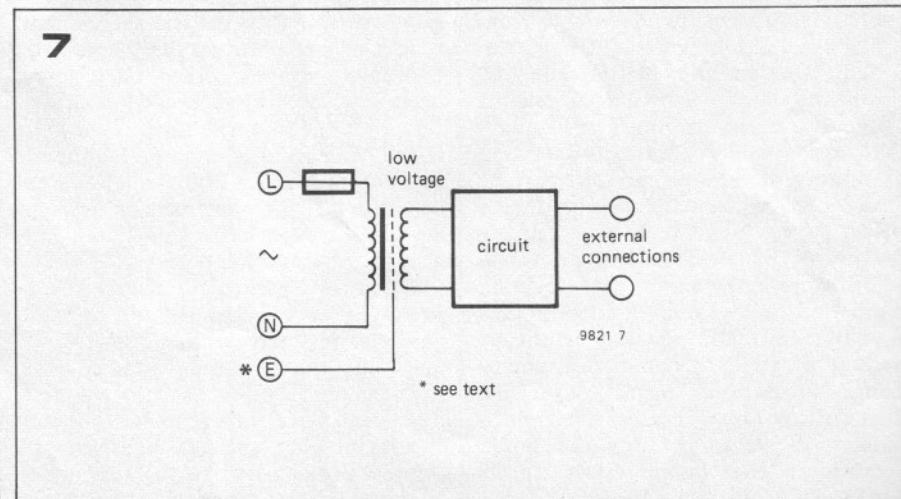 7
low
voltage
L
circuit
external
connections
N
9821 7
* E
* see text